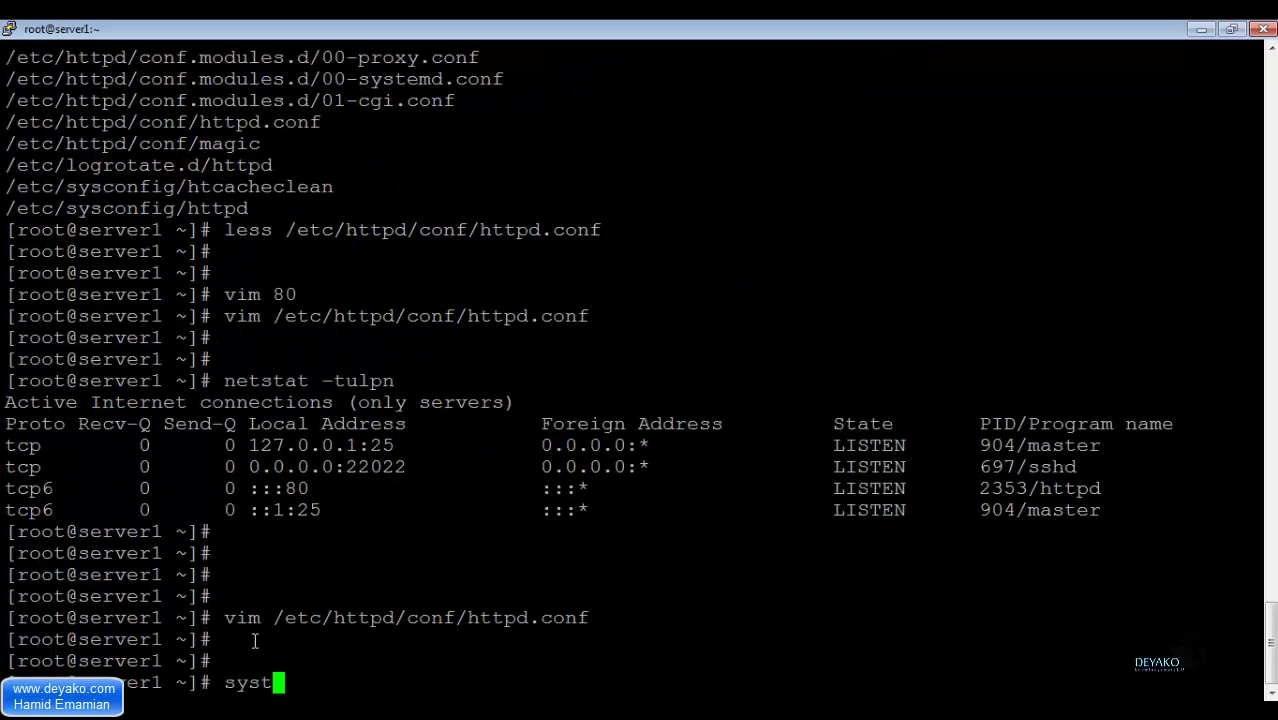 root@server1:~
/etc/httpd/conf.modules.d/00-proxy.conf
/etc/httpd/conf.modules.d/00-systemd.conf
/etc/httpd/conf.modules.d/01-cgi.conf
/etc/httpd/conf/httpd.conf
/etc/httpd/conf/magic
/etc/logrotate.d/httpd
/etc/sysconfig/htcacheclean
/etc/sysconfig/httpd
[root@server1 ~]# less /etc/httpd/conf/httpd.conf
[root@server1 ~]#
[root@server1 ~]#
[root@server1 ~]# vim 80
[root@server1 ~]# vim /etc/httpd/conf/httpd.conf
[root@server1 ~]#
[root@server1 ~]#
[root@server1 ~]# netstat -tulpn
Active Internet connections (only servers)
Proto Recv-Q Send-Q Local Address Foreign Address State PID/Program name
tcp 0 0 127.0.0.1:25 0.0.0.0:* LISTEN 904/master
tcp 0 0 0.0.0.0:22022 0.0.0.0:* LISTEN 697/sshd
tcp6 0 0 :::80 :::* LISTEN 2353/httpd
tcp6 0 0 ::1:25 :::* LISTEN 904/master
[root@server1 ~]#
[root@server1 ~]#
[root@server1 ~]#
[root@server1 ~]#
[root@server1 ~]# vim /etc/httpd/conf/httpd.conf
[root@server1 ~]#
[root@server1 ~]#
ver1 ~]# syst
www.deyako.com
Hamid Emamian
DEYAKO